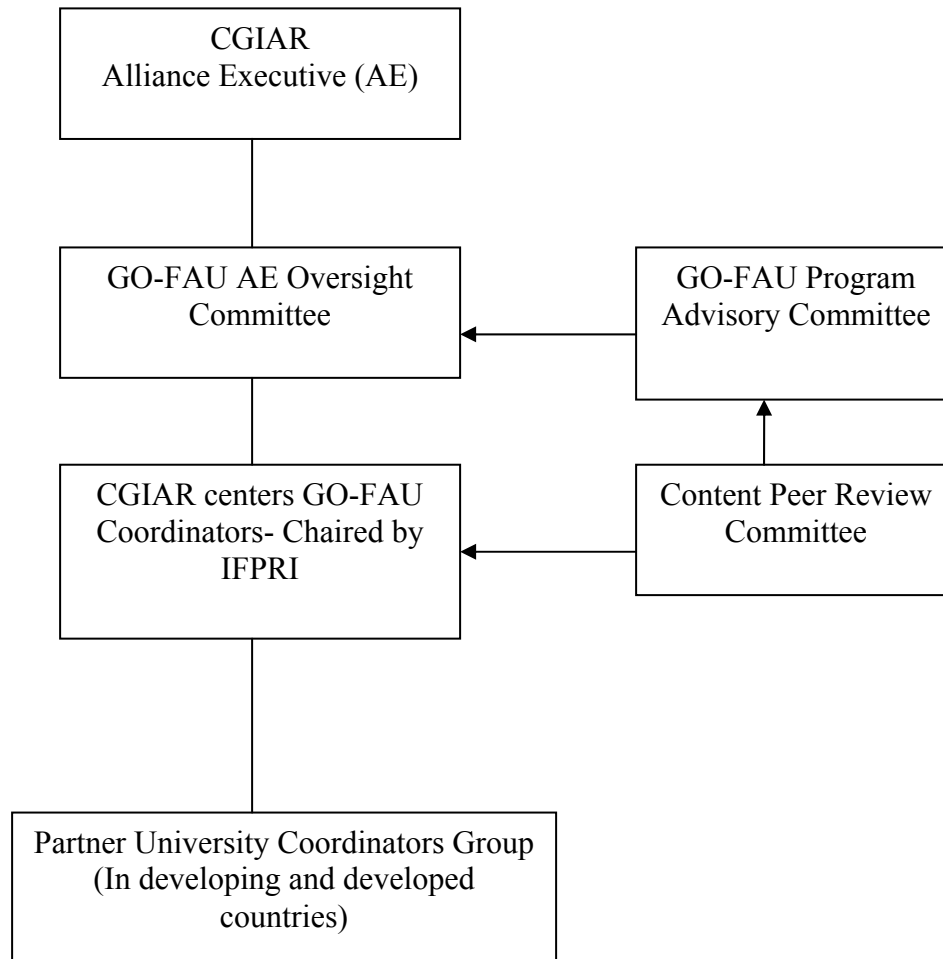 CGIAR
Alliance Executive (AE)
GO-FAU AE Oversight
Committee
GO-FAU Program
Advisory Committee
CGIAR centers GO-FAU
Coordinators- Chaired by
IFPRI
Content Peer Review
Committee
Partner University Coordinators Group
(In developing and developed
countries)